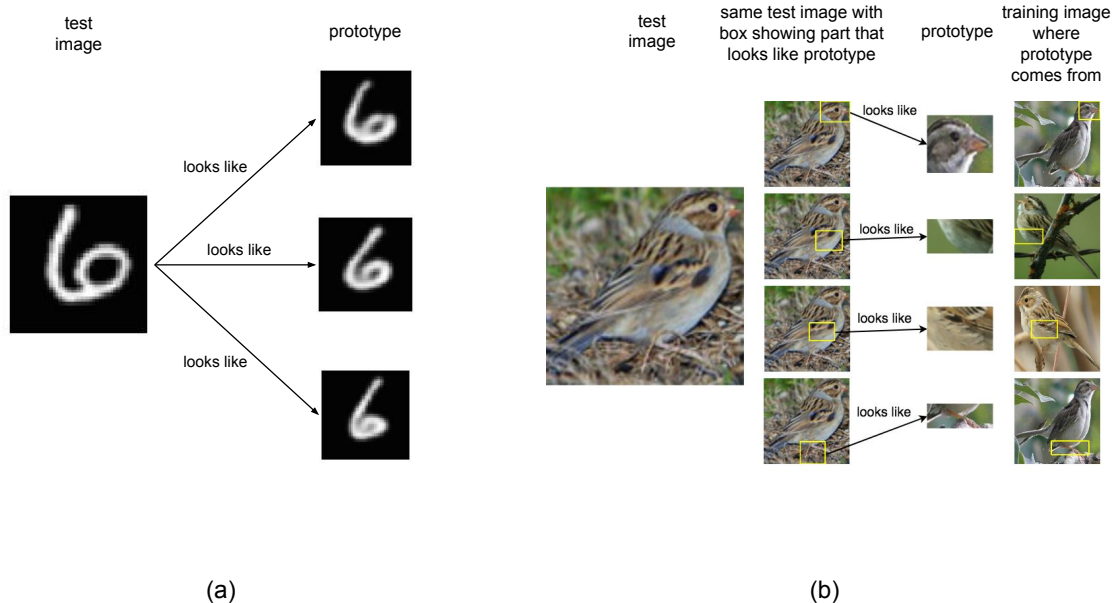 test
image
prototype
looks like
looks like
looks like
(a)
test
image
same test image with
box showing part that
looks like prototype
prototype
training image
where
prototype
comes from
looks like
looks like
looks like
looks like
(b)